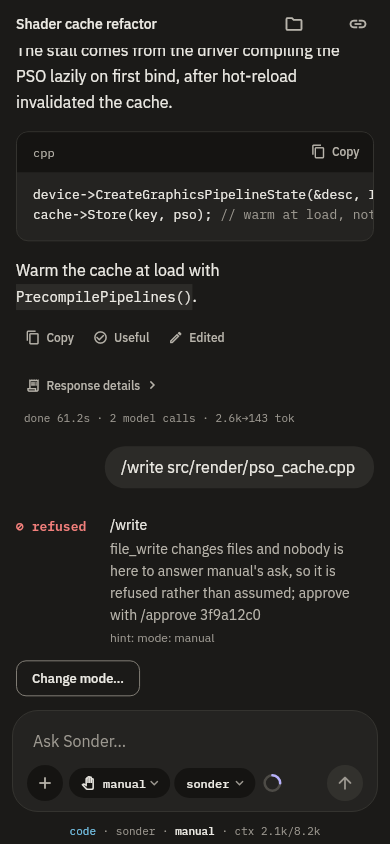 Shader cache refactor
The stall comes from the driver compiling the
PSO lazily on first bind, after hot-reload
invalidated the cache.
cpp
Copy
device->CreateGraphicsPipelineState(&desc, I
cache->Store(key, pso); // warm at load, not
Warm the cache at load with
PrecompilePipelines().
Copy Useful Edited
Response details
done 61.2s · 2 model calls · 2.6k→143 tok
/write src/render/pso_cache.cpp
⊘ refused /write
file_write changes files and nobody is
here to answer manual's ask, so it is
refused rather than assumed; approve
with /approve 3f9a12c0
hint: mode: manual
Change mode...
Ask Sonder...
manual sonder
code · sonder · manual · ctx 2.1k/8.2k